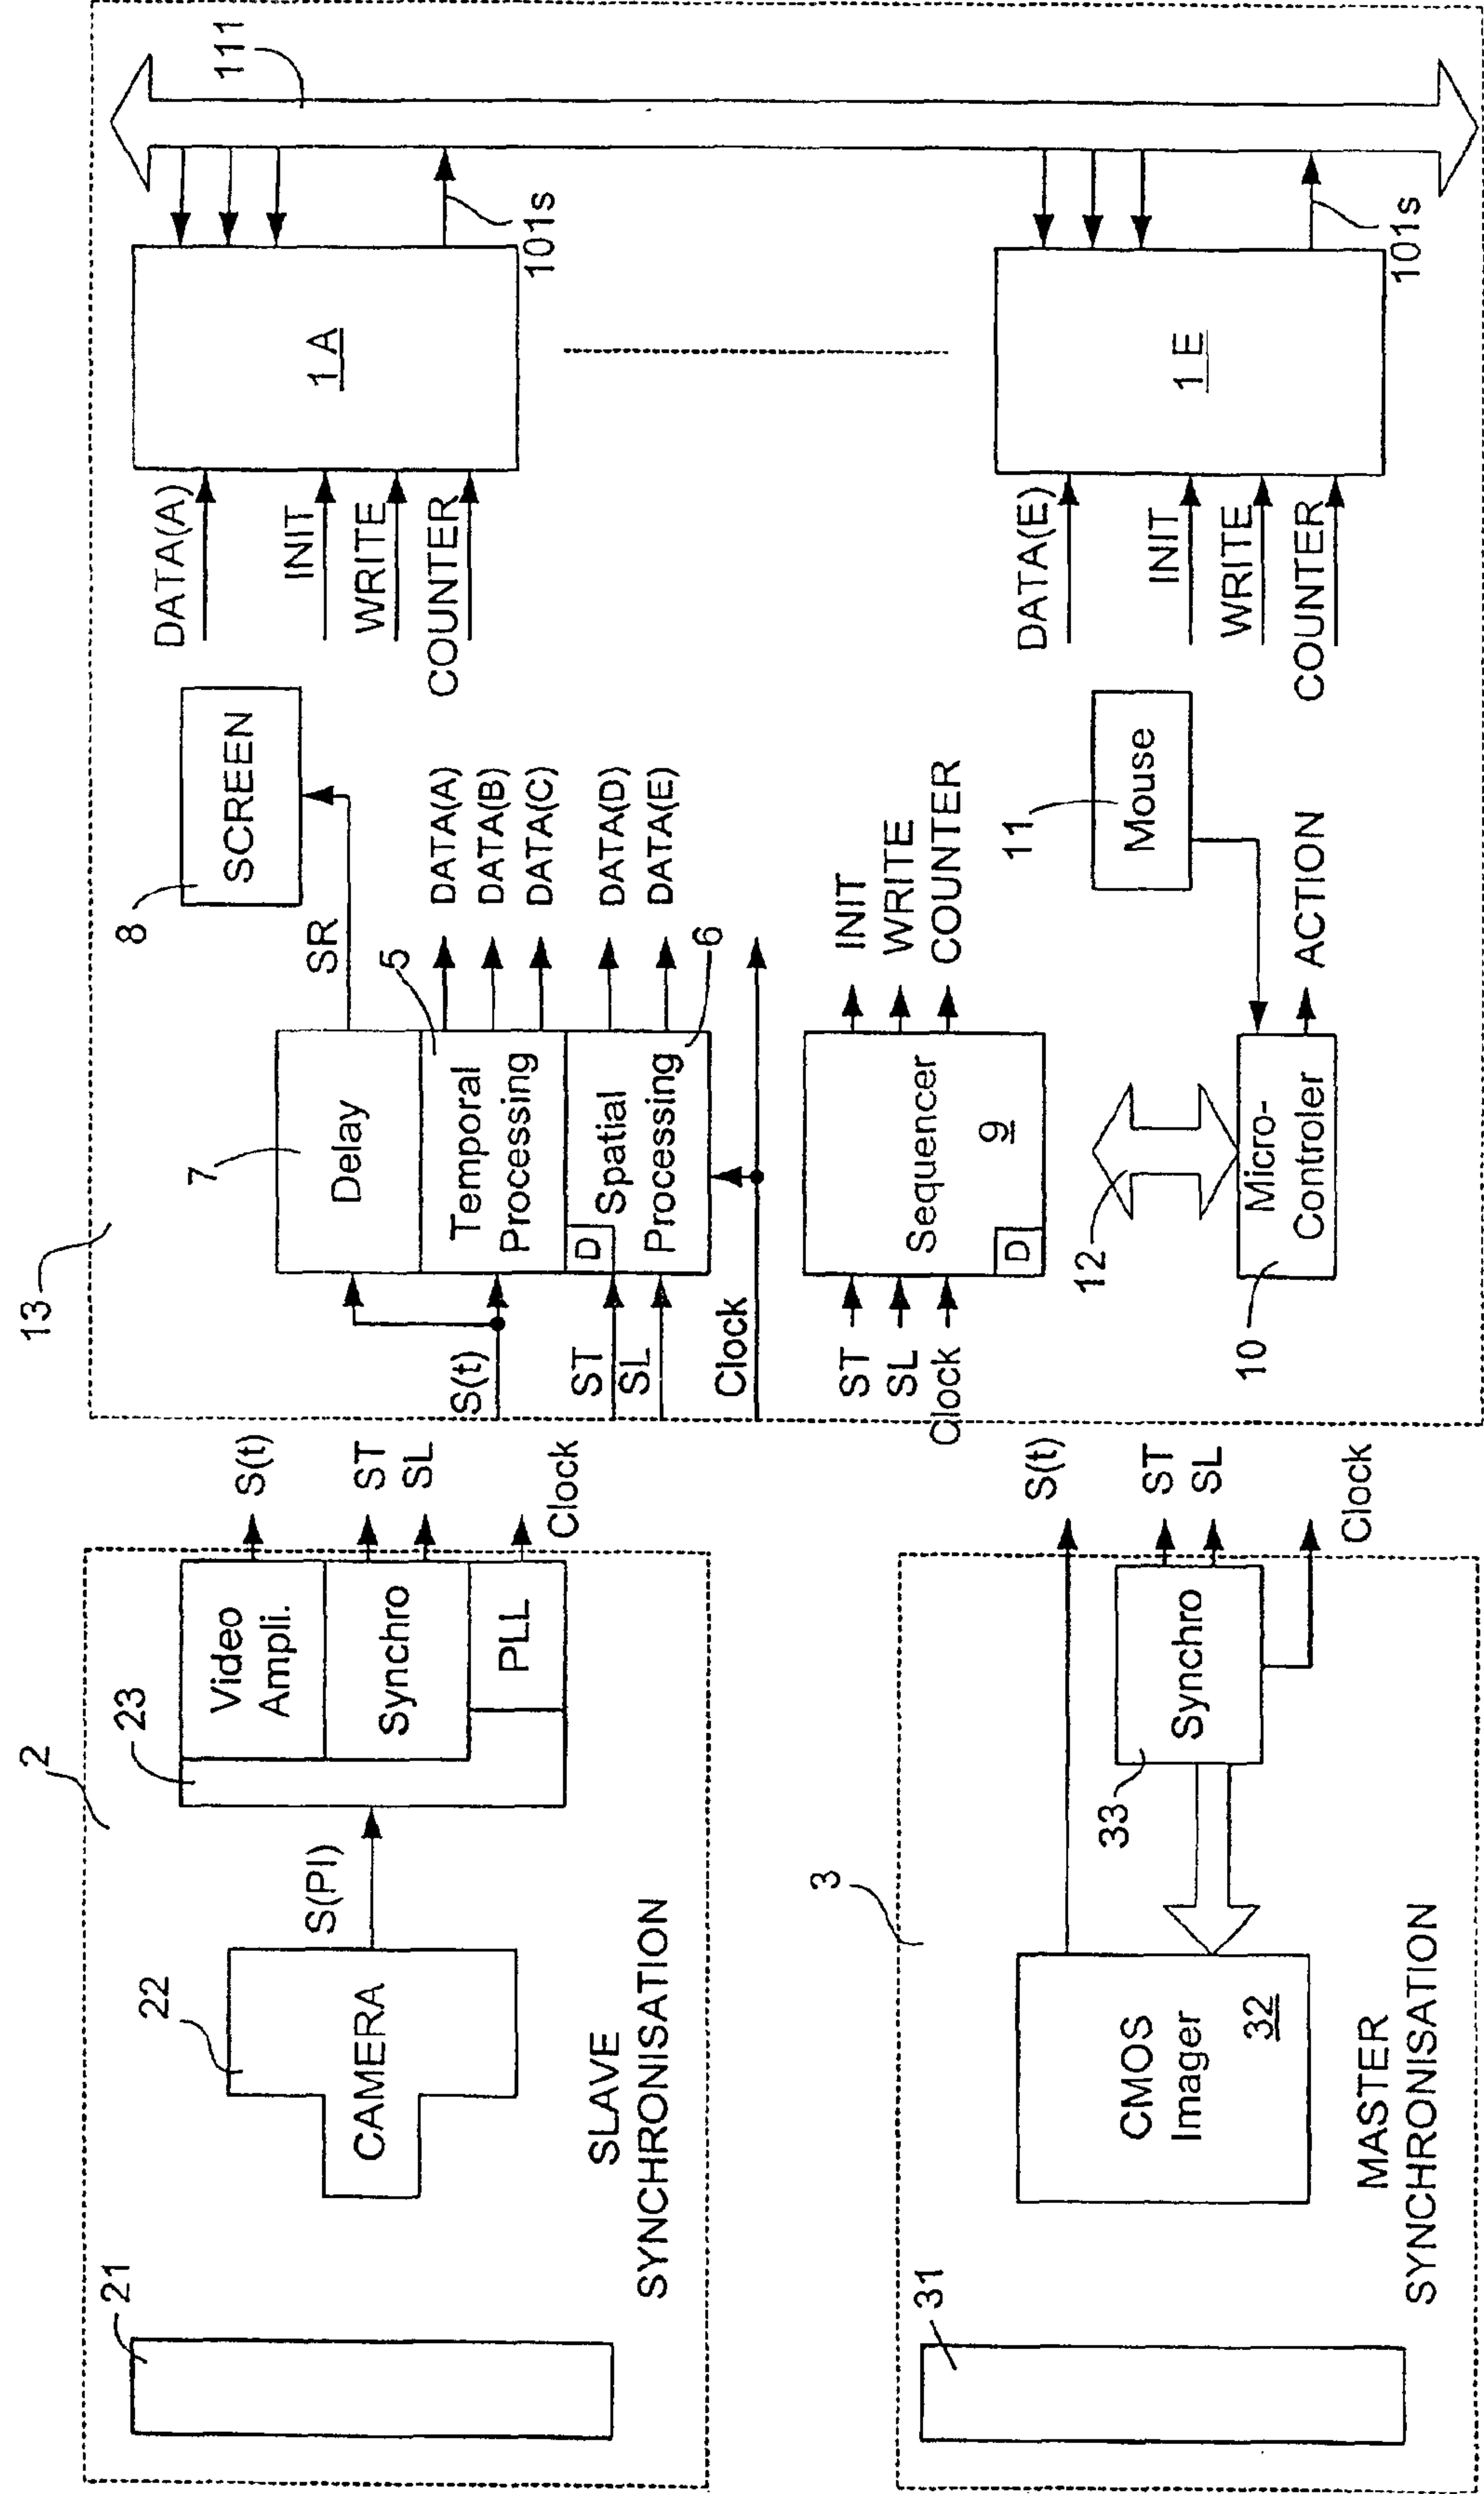 2
21
22
CAMERA
S(PI)
23
Video
Ampli.
Synchro
PLL
S(t)
ST
SL
Clock
SLAVE
SYNCHRONISATION
3
31
CMOS
Imager
32
33
Synchro
S(t)
ST
SL
Clock
MASTER
SYNCHRONISATION
13
S(t)
ST
SL
Clock
7
Delay
Temporal
Processing
5
D
Spatial
Processing
6
SR
8
SCREEN
DATA(A)
DATA(B)
DATA(C)
DATA(D)
DATA(E)
ST
SL
Clock
Sequencer
9
D
INIT
WRITE
COUNTER
12
10
Micro-
Controler
ACTION
11
Mouse
DATA(A)
INIT
WRITE
COUNTER
1A
101s
111
DATA(E)
INIT
WRITE
COUNTER
1E
101s